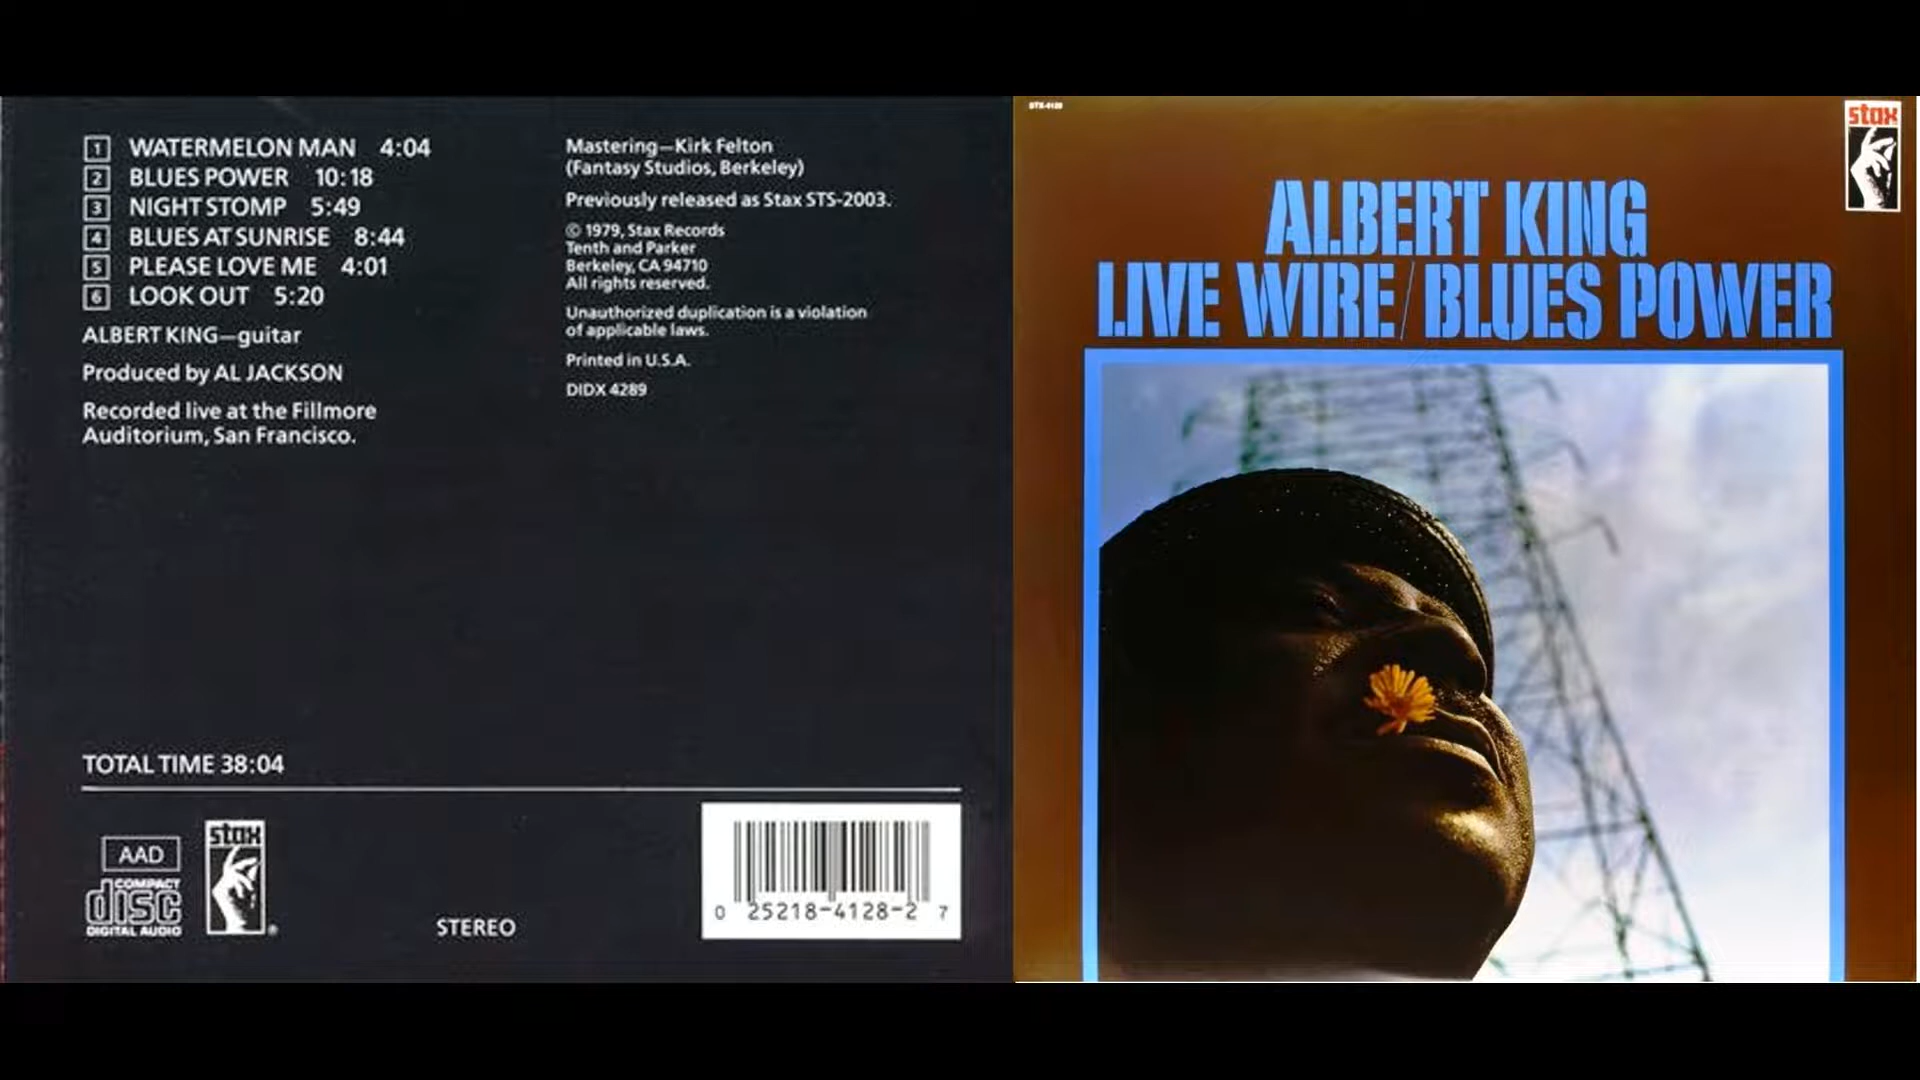 1 WATERMELON MAN 4:04
2 BLUES POWER 10:18
3 NIGHT STOMP 5:49
4 BLUES AT SUNRISE 8:44
5 PLEASE LOVE ME 4:01
6 LOOK OUT 5:20
ALBERT KING—guitar
Produced by AL JACKSON
Recorded live at the Fillmore
Auditorium, San Francisco.
Mastering—Kirk Felton
(Fantasy Studios, Berkeley)
Previously released as Stax STS-2003.
© 1979, Stax Records
Tenth and Parker
Berkeley, CA 94710
All rights reserved.
Unauthorized duplication is a violation
of applicable laws.
Printed in U.S.A.
DIDX 4289
TOTAL TIME 38:04
AAD
COMPACT
disc
DIGITAL AUDIO
stax
®
STEREO
0 25218-4128-2 7
stax
ALBERT KING
LIVE WIRE/BLUES POWER